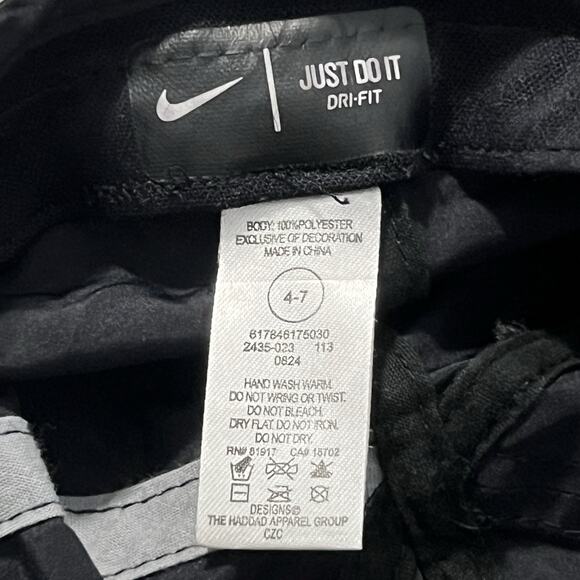 JUST DO IT
DRI-FIT
BODY: 100%POLYESTER
EXCLUSIVE OF DECORATION
MADE IN CHINA
4-7
617846175030
2435-023 113
0824
HAND WASH WARM.
DO NOT WRING OR TWIST.
DO NOT BLEACH.
DRY FLAT. DO NOT IRON.
DO NOT DRY.
RN# 81917 CA# 18702
DESIGNS©
THE HADDAD APPAREL GROUP
CZC